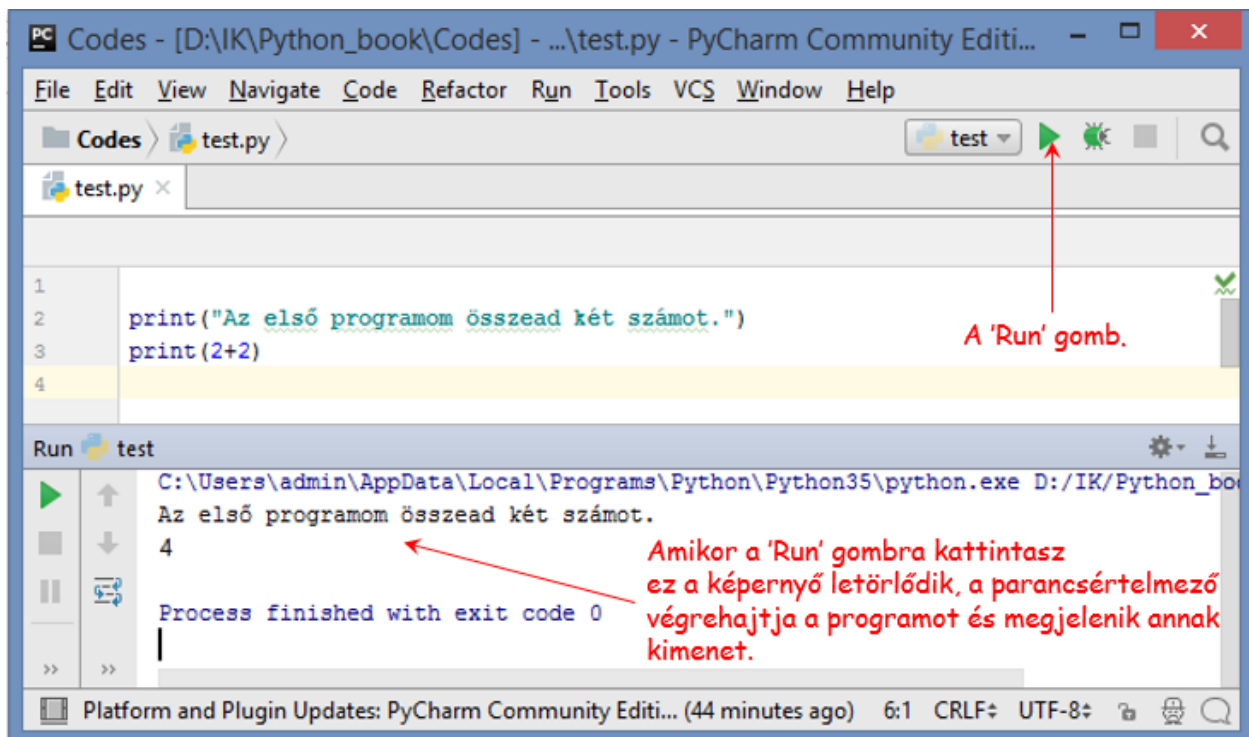 PC Codes - [D:\IK\Python_book\Codes] - ...\test.py - PyCharm Community Editi...
File Edit View Navigate Code Refactor Run Tools VCS Window Help
Codes test.py test
test.py
1
2 print("Az első programom összead két számot.")
3 print(2+2)
4
A 'Run' gomb.
Run test
C:\Users\admin\AppData\Local\Programs\Python\Python35\python.exe D:/IK/Python_boo
Az első programom összead két számot.
4
Process finished with exit code 0
Amikor a 'Run' gombra kattintasz
ez a képernyő letörlődik, a parancsértelmező
végrehajtja a programot és megjelenik annak
kimenet.
Platform and Plugin Updates: PyCharm Community Editi... (44 minutes ago) 6:1 CRLF UTF-8